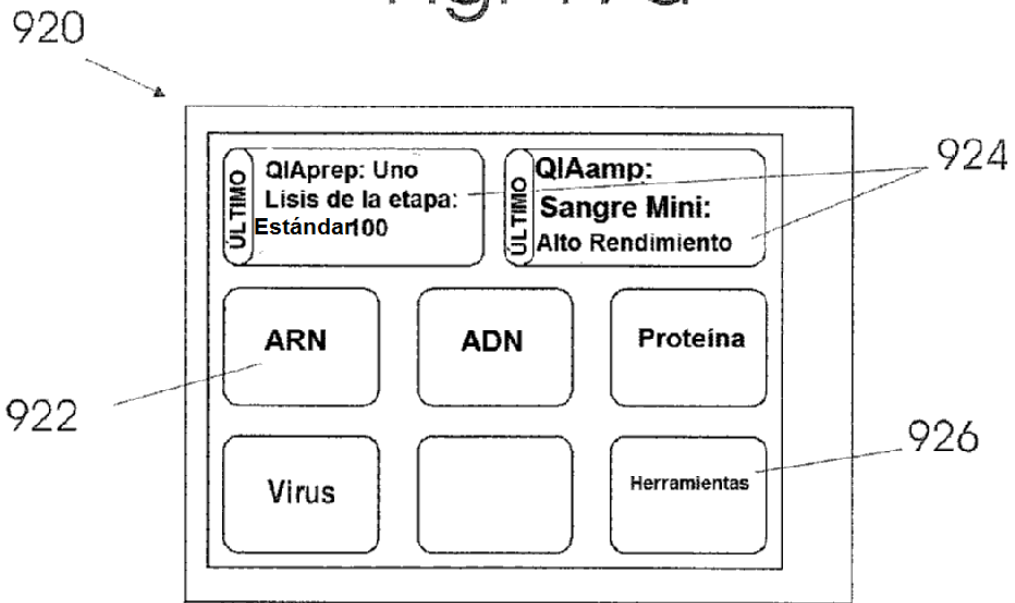 920
ÚLTIMO
QIAprep: Uno
Lisis de la etapa:
Estándar100
ÚLTIMO
QIAamp:
Sangre Mini:
Alto Rendimiento
924
ARN
ADN
Proteína
922
Virus
Herramientas
926